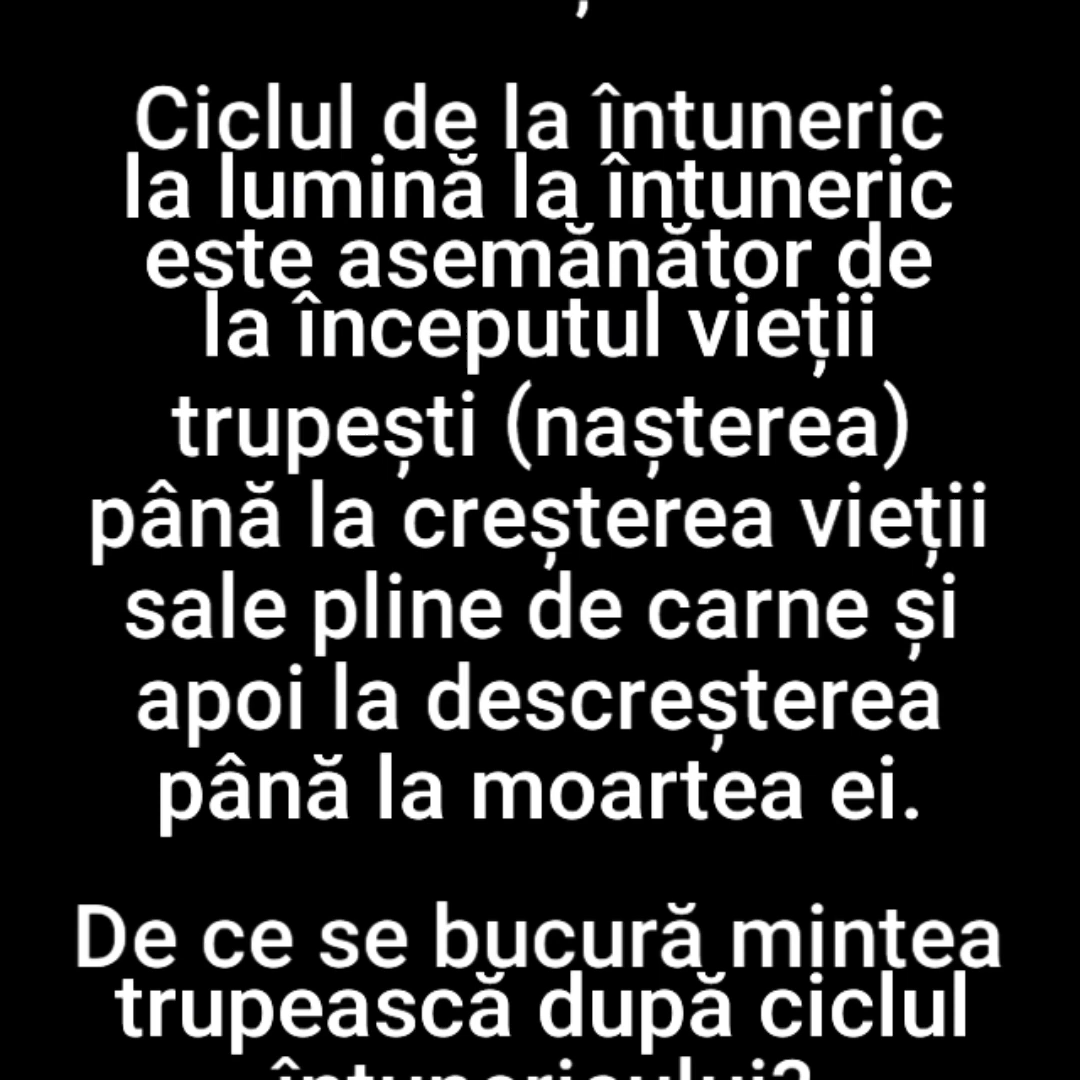 Ciclul de la întuneric
la lumină la întuneric
este asemănător de
la începutul vieții
trupești (nașterea)
până la creșterea vieții
sale pline de carne și
apoi la descreșterea
până la moartea ei.
De ce se bucură mintea
trupească după ciclul
întunericului?